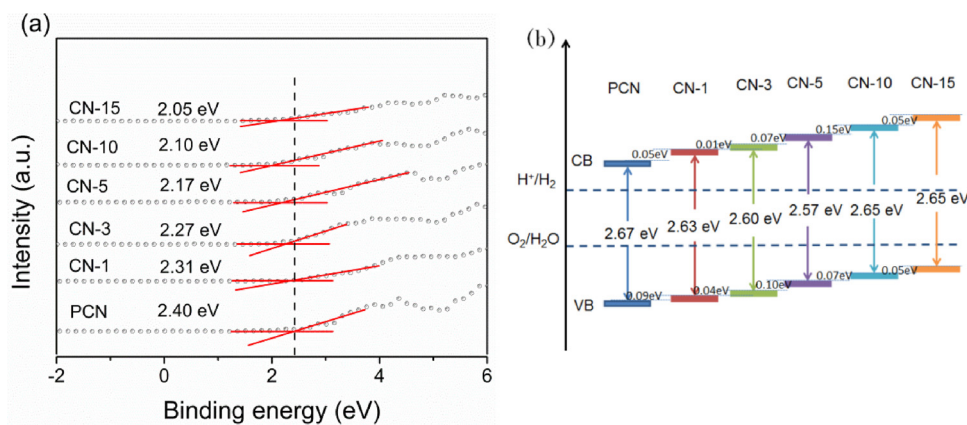 (a)
CN-15 2.05 eV
CN-10 2.10 eV
CN-5 2.17 eV
CN-3 2.27 eV
CN-1 2.31 eV
PCN 2.40 eV
Intensity (a.u.)
-2 0 2 4 6
Binding energy (eV)
(b)
PCN CN-1 CN-3 CN-5 CN-10 CN-15
CB 0.05eV 0.01eV 0.07eV 0.15eV 0.05eV
H⁺/H₂
2.67 eV 2.63 eV 2.60 eV 2.57 eV 2.65 eV 2.65 eV
O₂/H₂O
VB 0.09eV 0.04eV 0.10eV 0.07eV 0.05eV